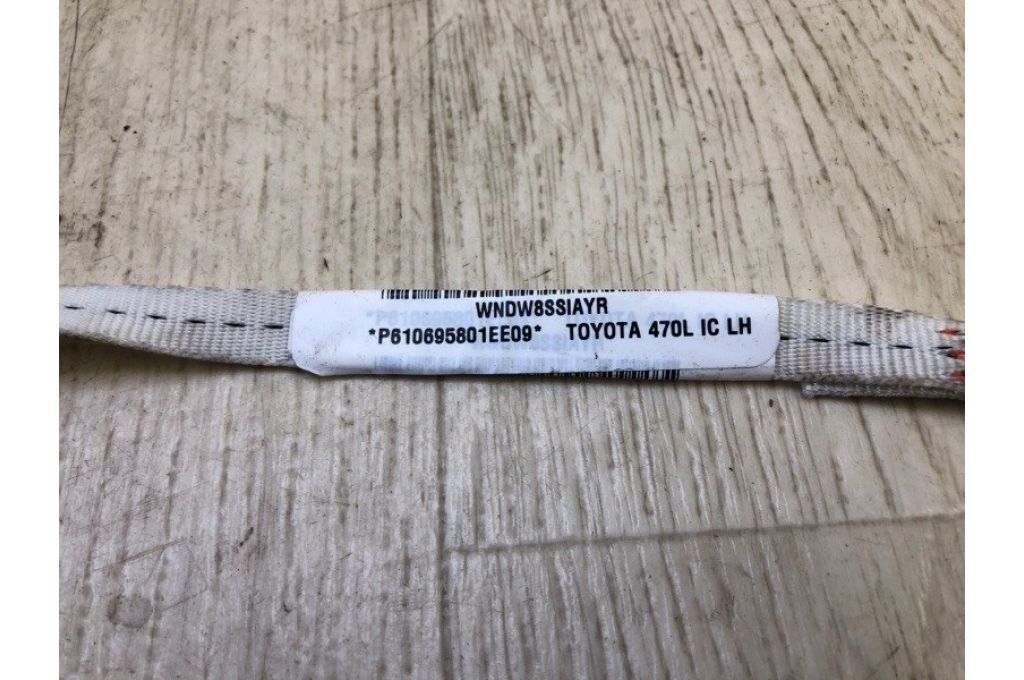 WNDW8SSIAYR
*P610695801EE09* TOYOTA 470L IC LH